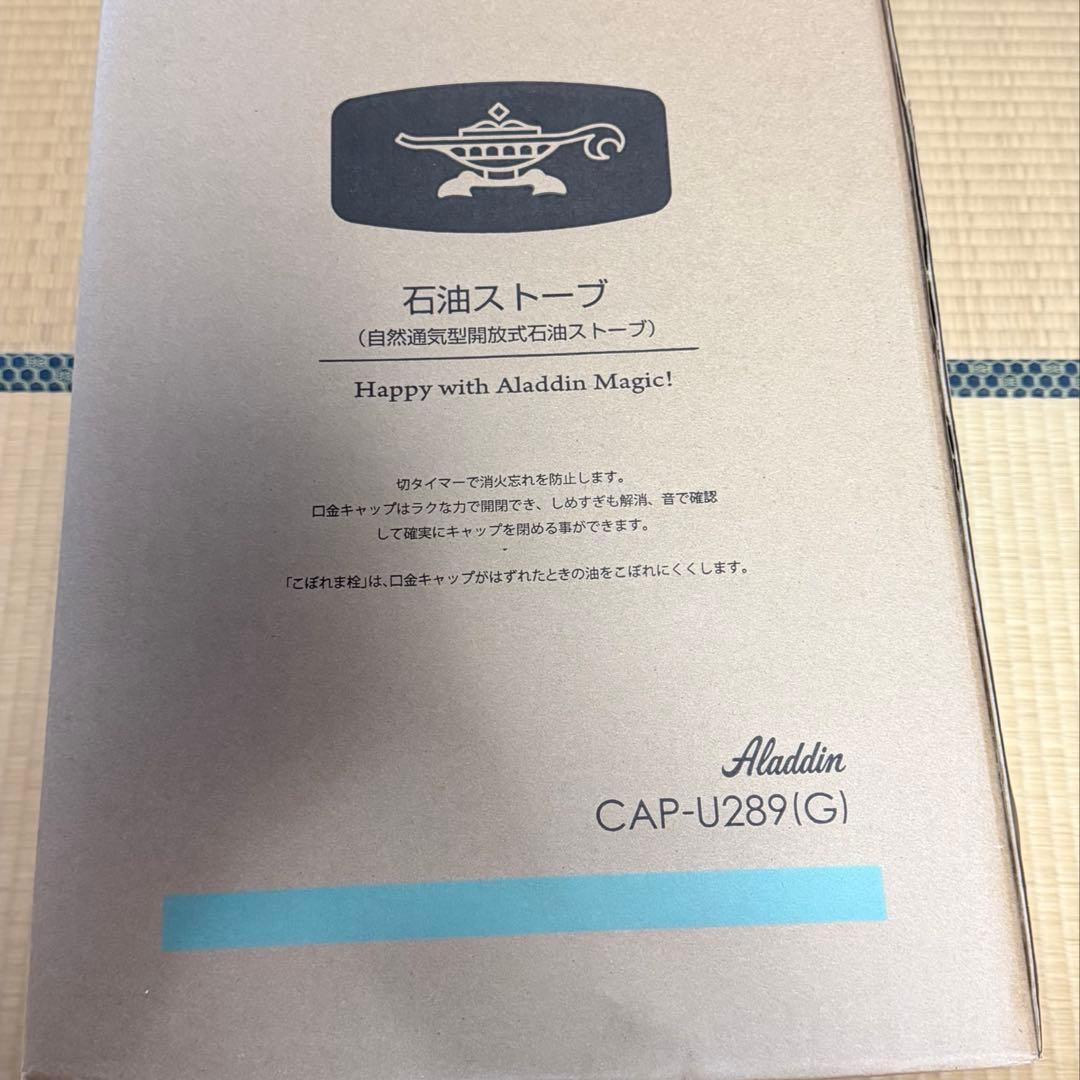 石油ストーブ
（自然通気型開放式石油ストーブ）
Happy with Aladdin Magic!
切タイマーで消火忘れを防止します。
口金キャップはラクな力で開閉でき、しめすぎも解消、音で確認
して確実にキャップを閉める事ができます。
「こぼれま栓」は、口金キャップがはずれたときの油をこぼれにくくします。
Aladdin
CAP-U289(G)